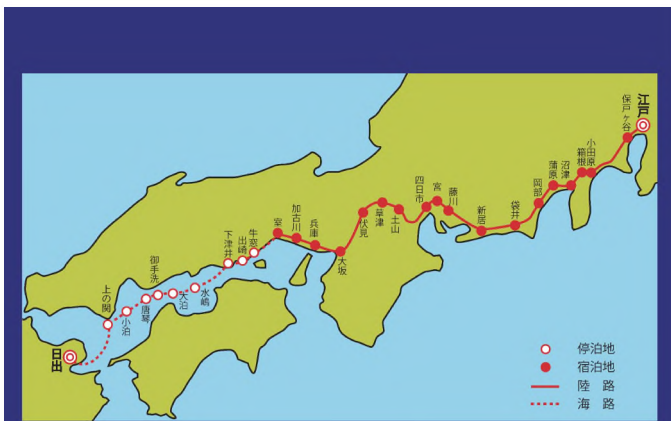 江戸
保戸ヶ谷
小田原
箱根
沼津
蒲原
岡部
袋井
新居
藤川
宮
四日市
土山
草津
伏見
大坂
兵庫
加古川
室
牛窓
出崎
下津井
水嶋
大泊
御手洗
唐琴
小泊
上の関
日出
停泊地
宿泊地
陸路
海路